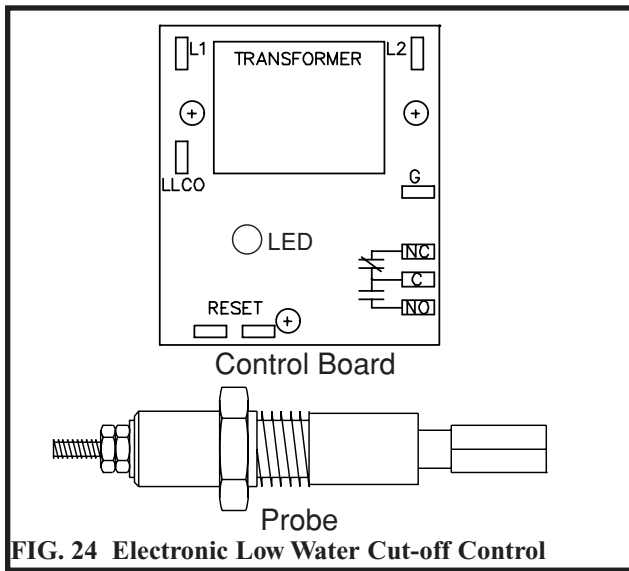 L1
TRANSFORMER
L2
LLCO
G
LED
NC
C
NO
RESET
Control Board
Probe
FIG. 24 Electronic Low Water Cut-off Control